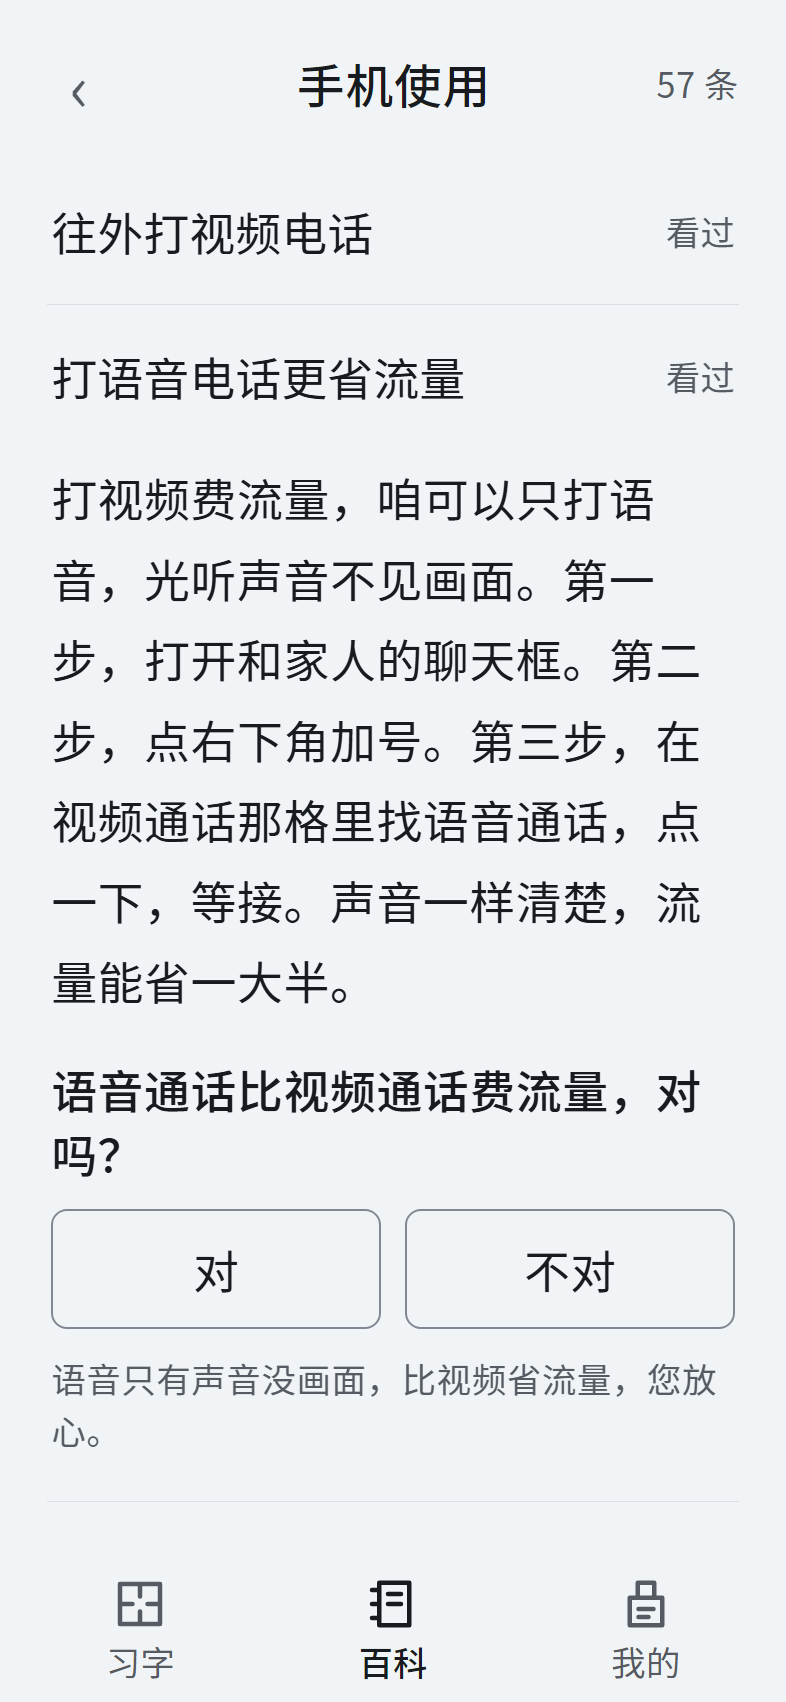 ‹ 手机使用 57 条
往外打视频电话 看过
打语音电话更省流量 看过
打视频费流量，咱可以只打语
音，光听声音不见画面。第一
步，打开和家人的聊天框。第二
步，点右下角加号。第三步，在
视频通话那格里找语音通话，点
一下，等接。声音一样清楚，流
量能省一大半。
语音通话比视频通话费流量，对
吗？
对 不对
语音只有声音没画面，比视频省流量，您放
心。
习字 百科 我的